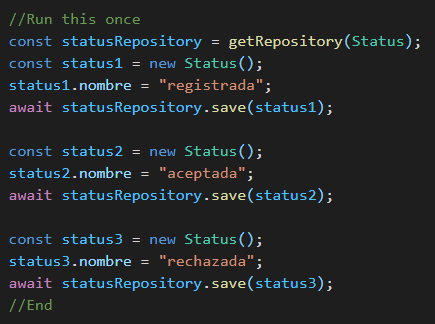 //Run this once
const statusRepository = getRepository(Status);
const status1 = new Status();
status1.nombre = "registrada";
await statusRepository.save(status1);
const status2 = new Status();
status2.nombre = "aceptada";
await statusRepository.save(status2);
const status3 = new Status();
status3.nombre = "rechazada";
await statusRepository.save(status3);
//End